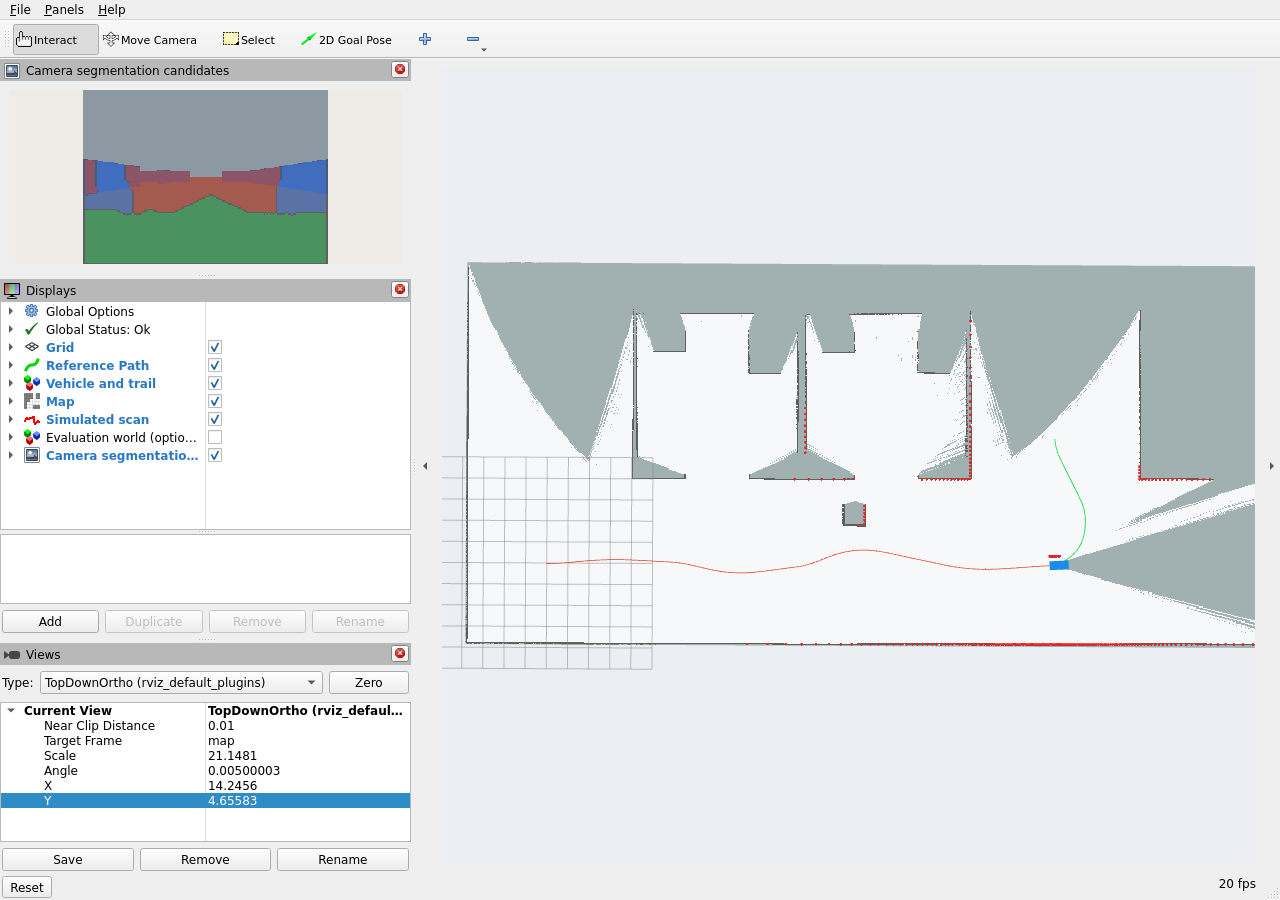 File Panels Help
Interact Move Camera Select 2D Goal Pose
Camera segmentation candidates
Displays
Global Options
Global Status: Ok
Grid
Reference Path
Vehicle and trail
Map
Simulated scan
Evaluation world (optio...
Camera segmentatio...
Add Duplicate Remove Rename
Views
Type: TopDownOrtho (rviz_default_plugins) Zero
Current View TopDownOrtho (rviz_defaul...
Near Clip Distance 0.01
Target Frame map
Scale 21.1481
Angle 0.00500003
X 14.2456
Y 4.65583
Save Remove Rename
Reset
20 fps